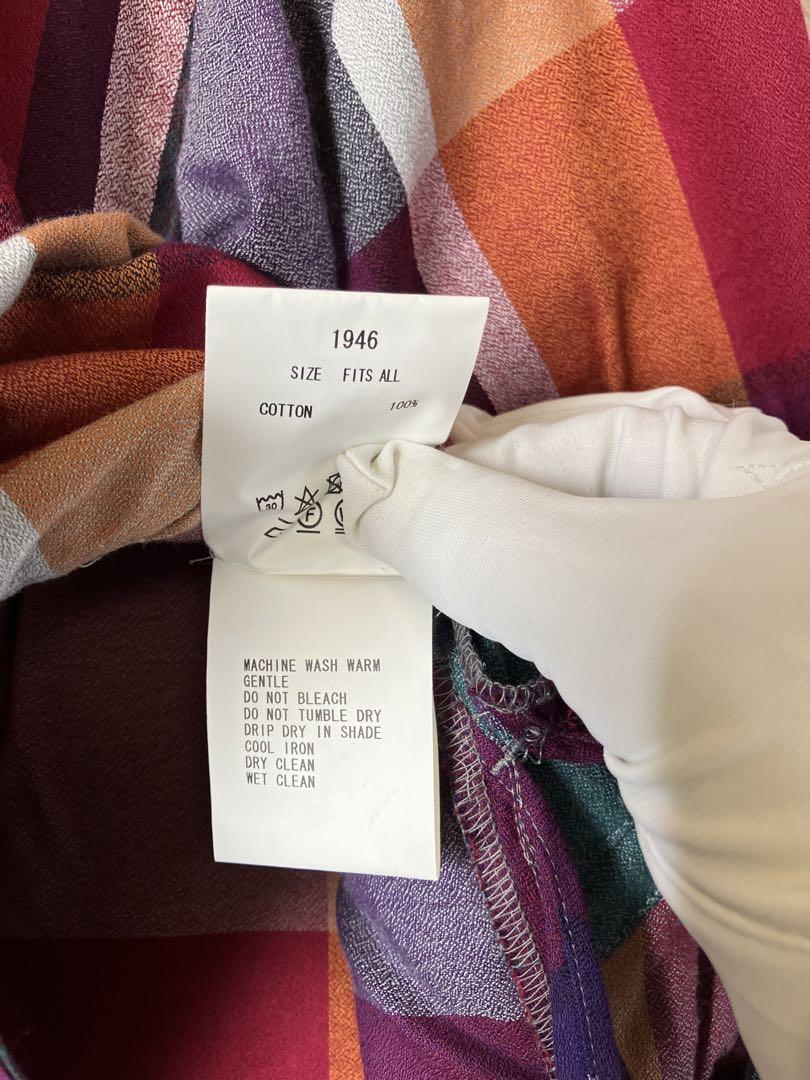 1946
SIZE FITS ALL
COTTON 100%
30
F
MACHINE WASH WARM
GENTLE
DO NOT BLEACH
DO NOT TUMBLE DRY
DRIP DRY IN SHADE
COOL IRON
DRY CLEAN
WET CLEAN